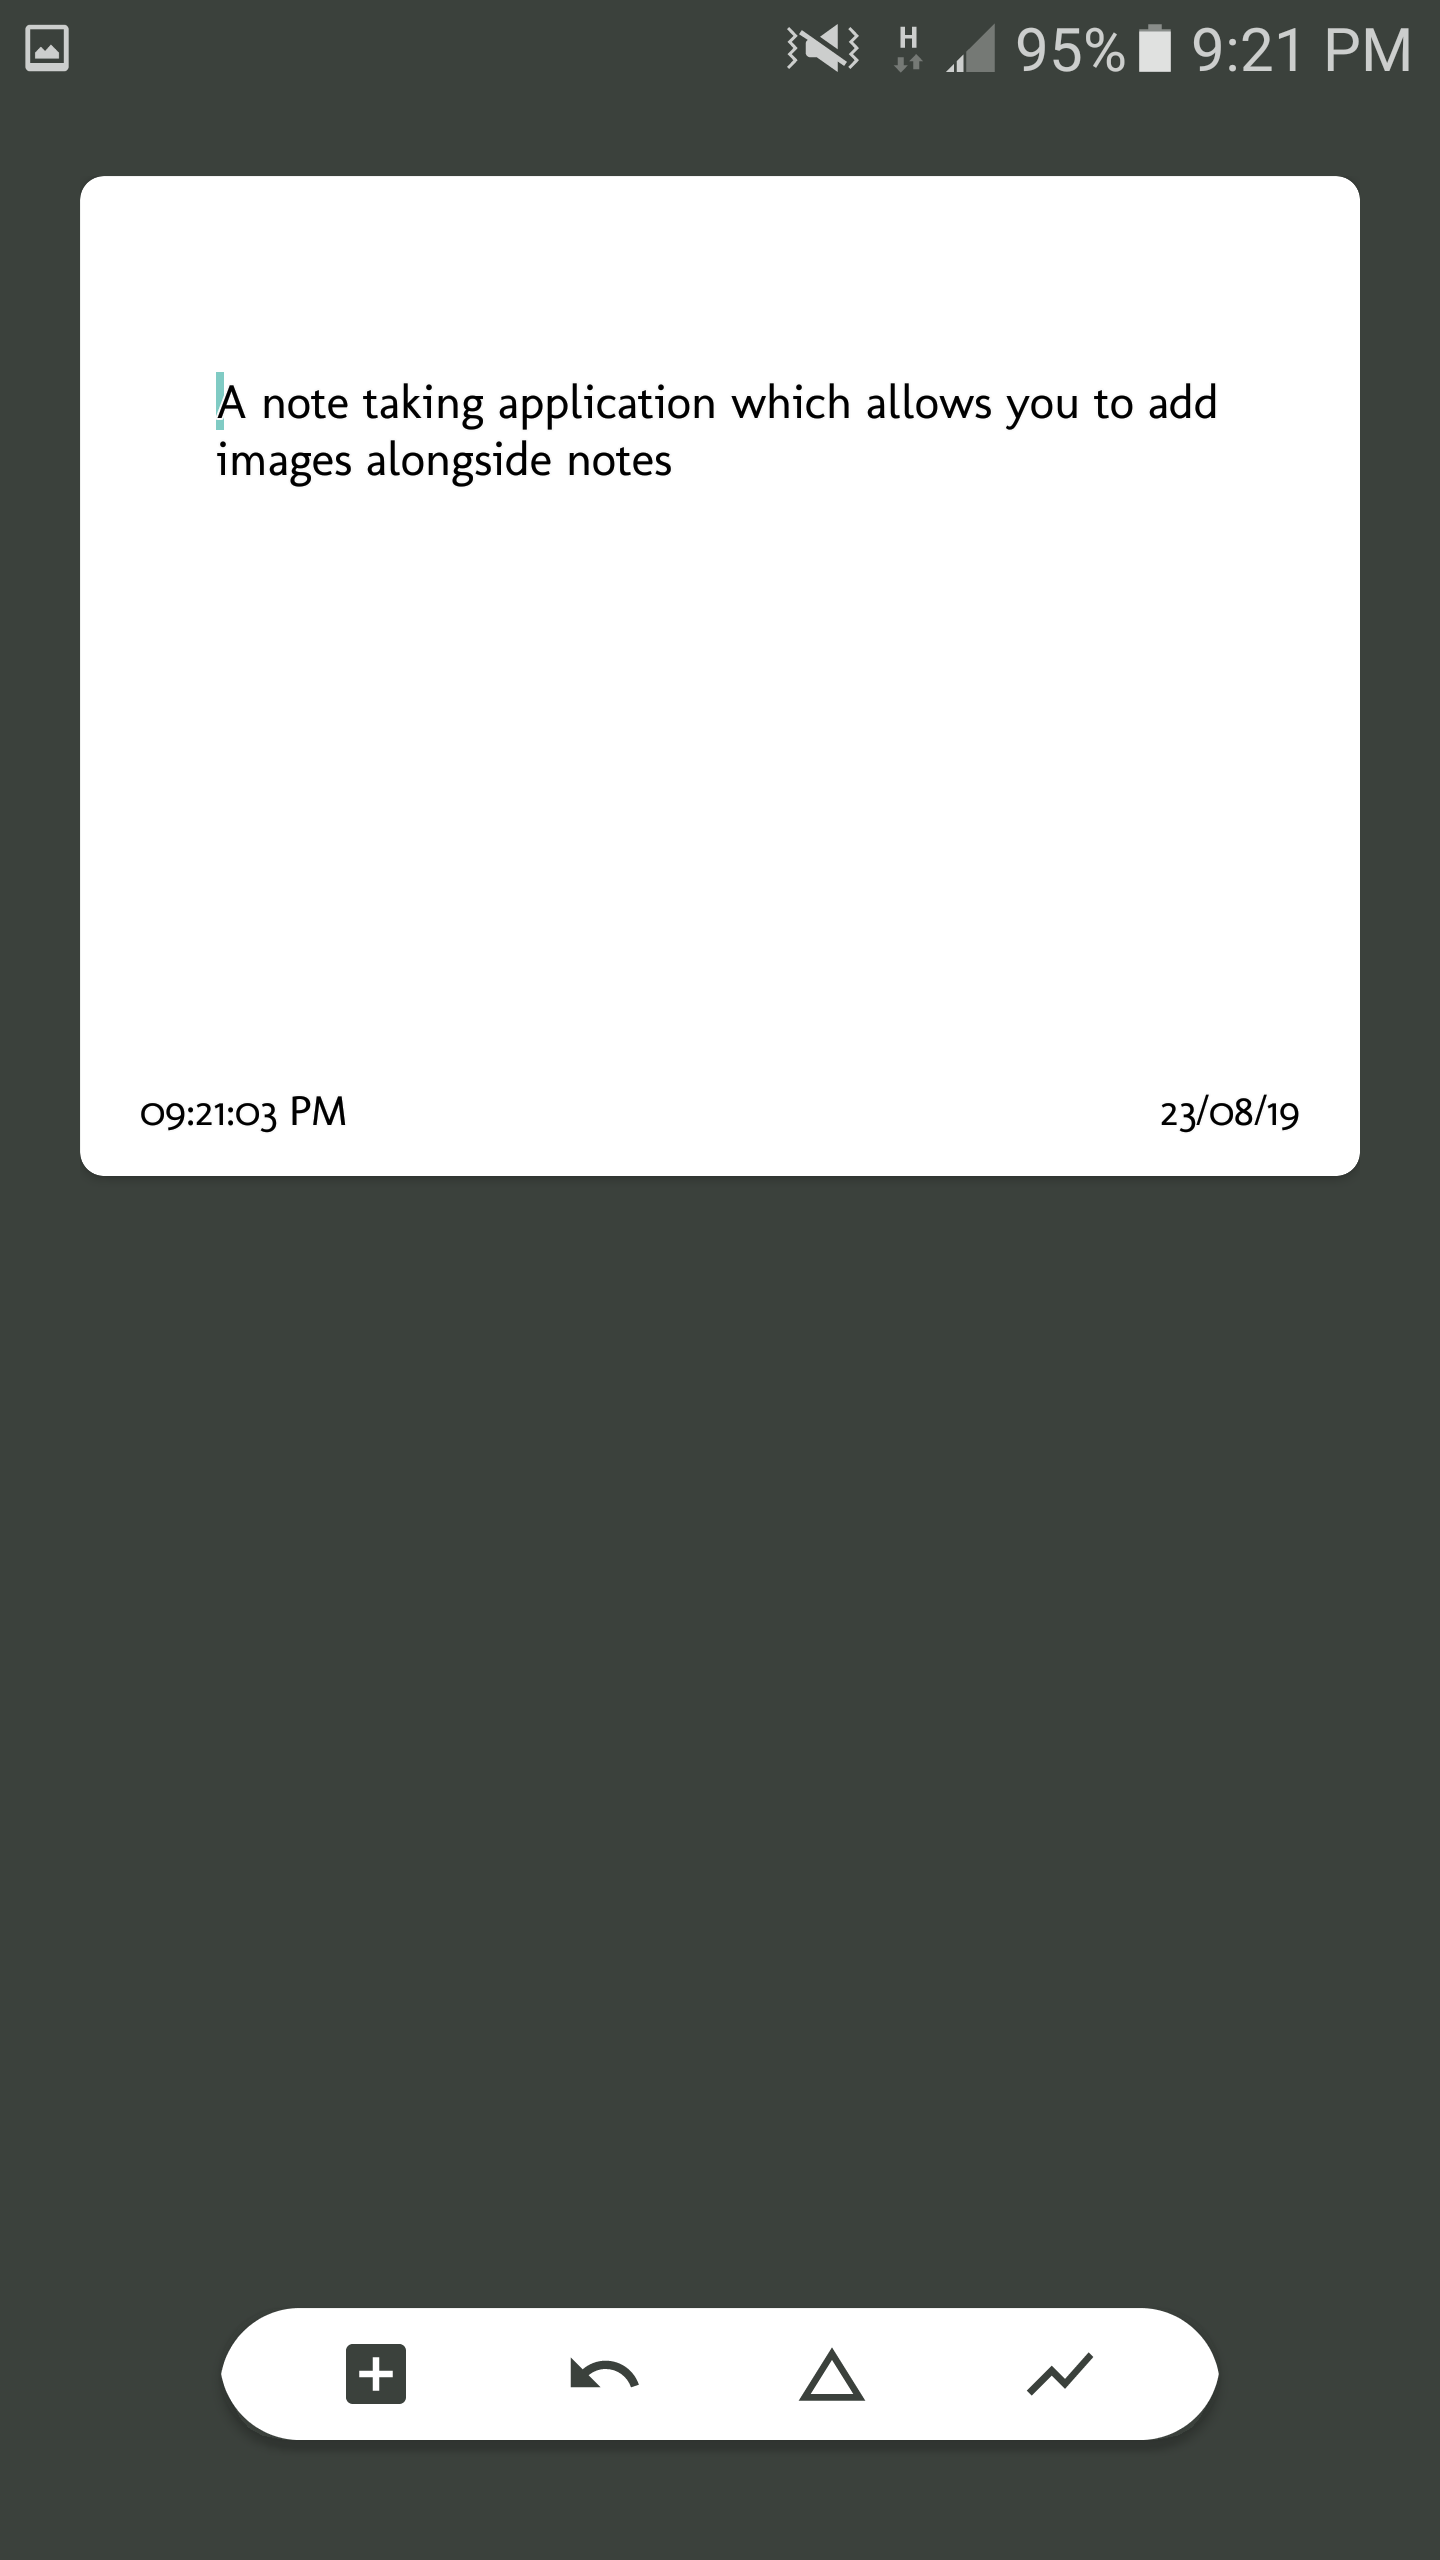 H 95% 9:21 PM
A note taking application which allows you to add
images alongside notes
09:21:03 PM 23/08/19